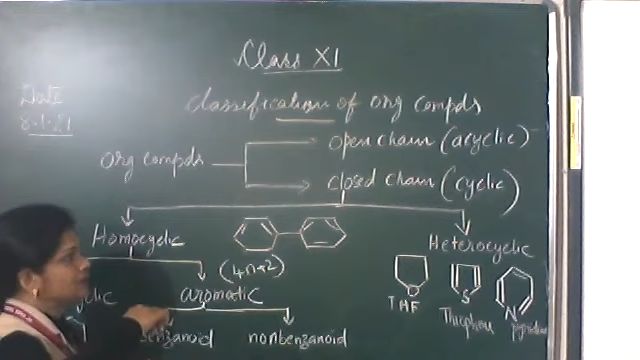 Class XI
Date
8.1.21
Classification of org compds
org compds
open chain (acyclic)
closed chain (cyclic)
Homocyclic
Heterocyclic
(4n+2)
aromatic
O
THF
S
N
pyridine
nonbenzanoid